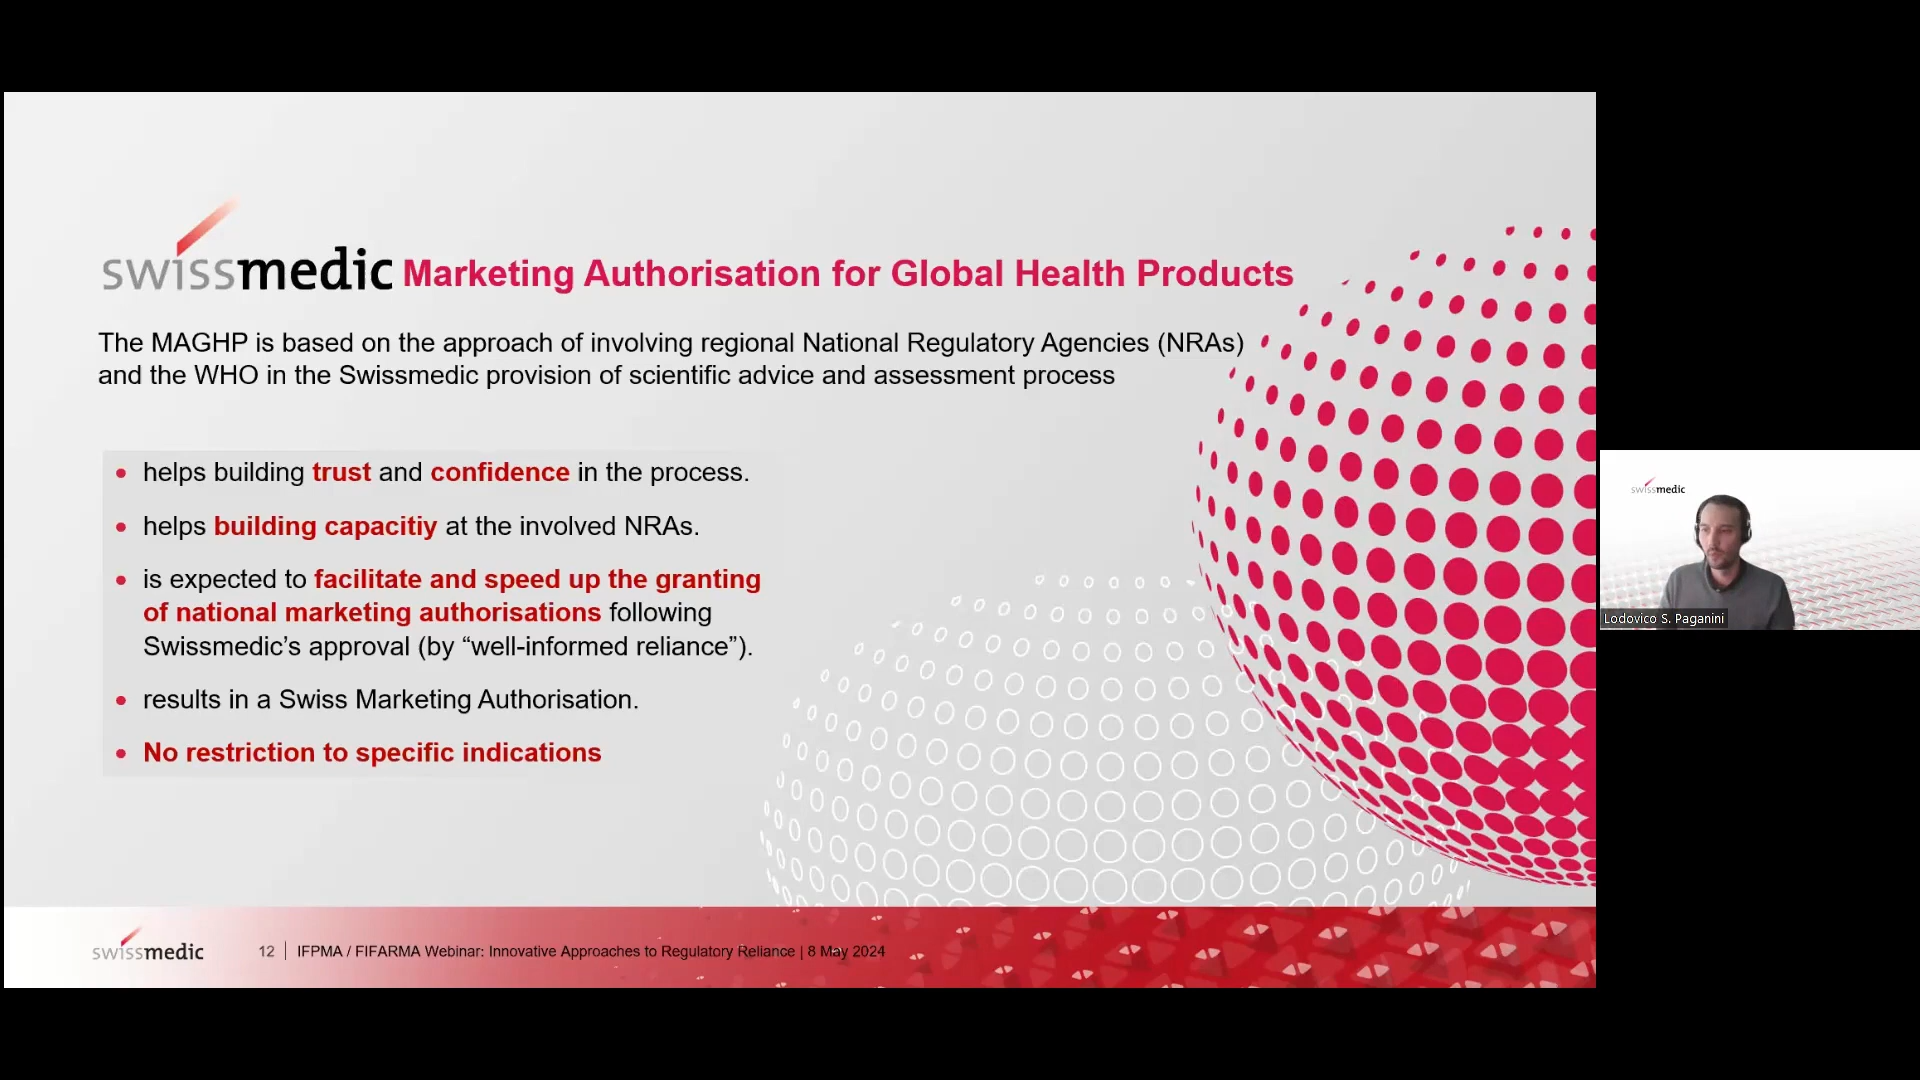 swissmedic Marketing Authorisation for Global Health Products
The MAGHP is based on the approach of involving regional National Regulatory Agencies (NRAs)
and the WHO in the Swissmedic provision of scientific advice and assessment process
• helps building trust and confidence in the process.
• helps building capacitiy at the involved NRAs.
• is expected to facilitate and speed up the granting
of national marketing authorisations following
Swissmedic’s approval (by “well-informed reliance”).
• results in a Swiss Marketing Authorisation.
• No restriction to specific indications
swissmedic
12 | IFPMA / FIFARMA Webinar: Innovative Approaches to Regulatory Reliance | 8 May 2024
swissmedic
Lodovico S. Paganini